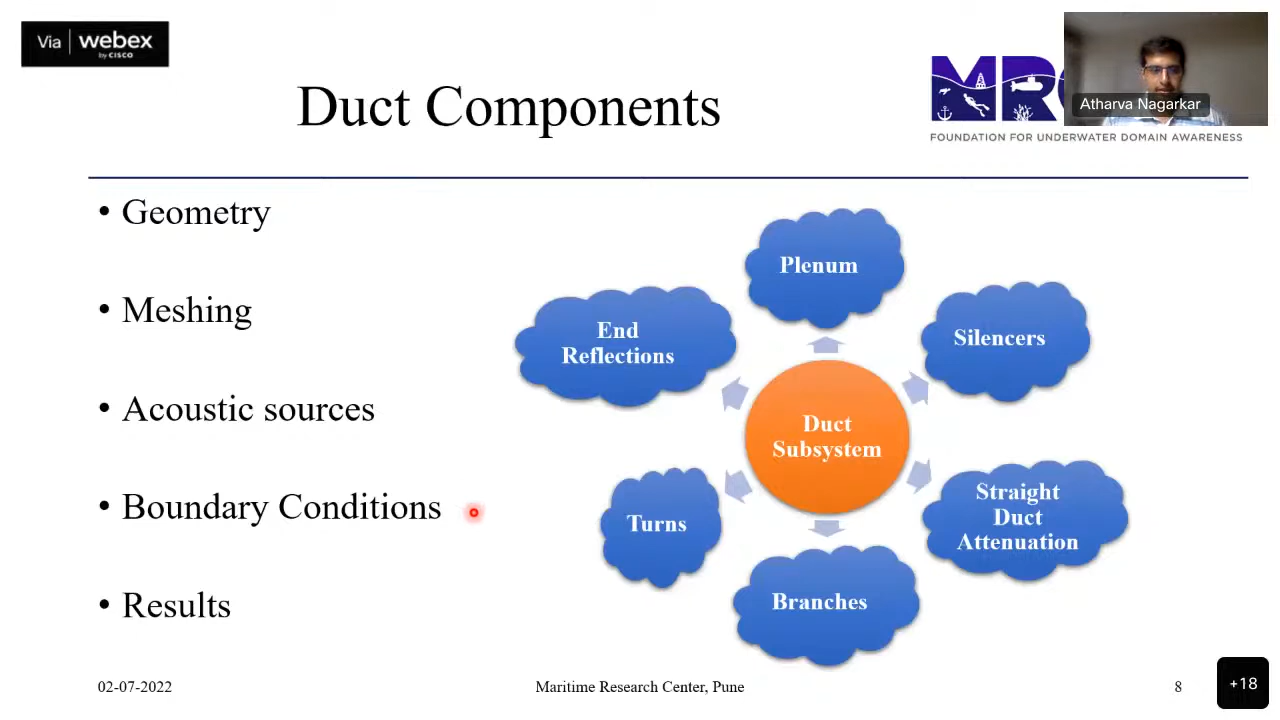 Via | webex
by CISCO
Duct Components
MRC
Atharva Nagarkar
FOUNDATION FOR UNDERWATER DOMAIN AWARENESS
• Geometry
• Meshing
• Acoustic sources
• Boundary Conditions
• Results
Plenum
End
Reflections
Silencers
Duct
Subsystem
Turns
Straight
Duct
Attenuation
Branches
02-07-2022
Maritime Research Center, Pune
8
+18